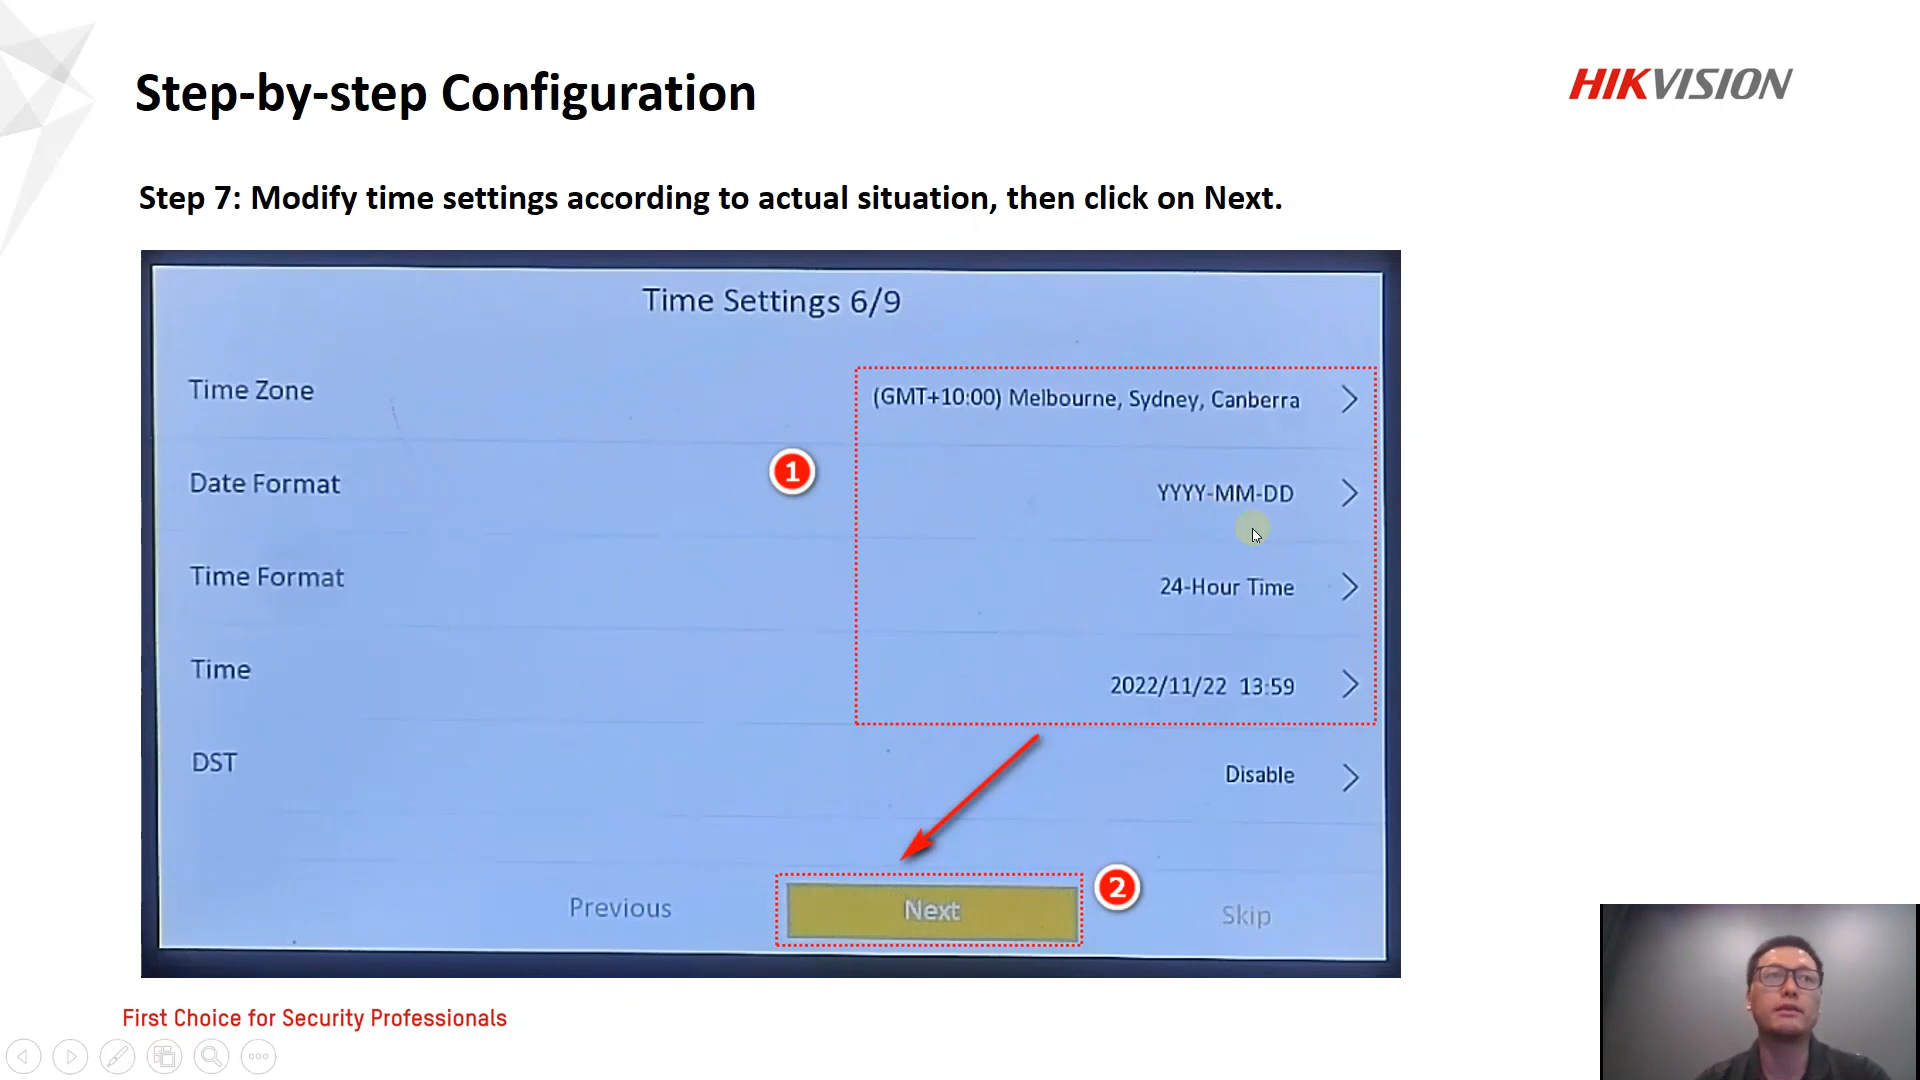 Step-by-step Configuration
HIKVISION
Step 7: Modify time settings according to actual situation, then click on Next.
Time Settings 6/9
Time Zone
(GMT+10:00) Melbourne, Sydney, Canberra
1
Date Format
YYYY-MM-DD
Time Format
24-Hour Time
Time
2022/11/22 13:59
DST
Disable
Previous
Next
2
Skip
First Choice for Security Professionals